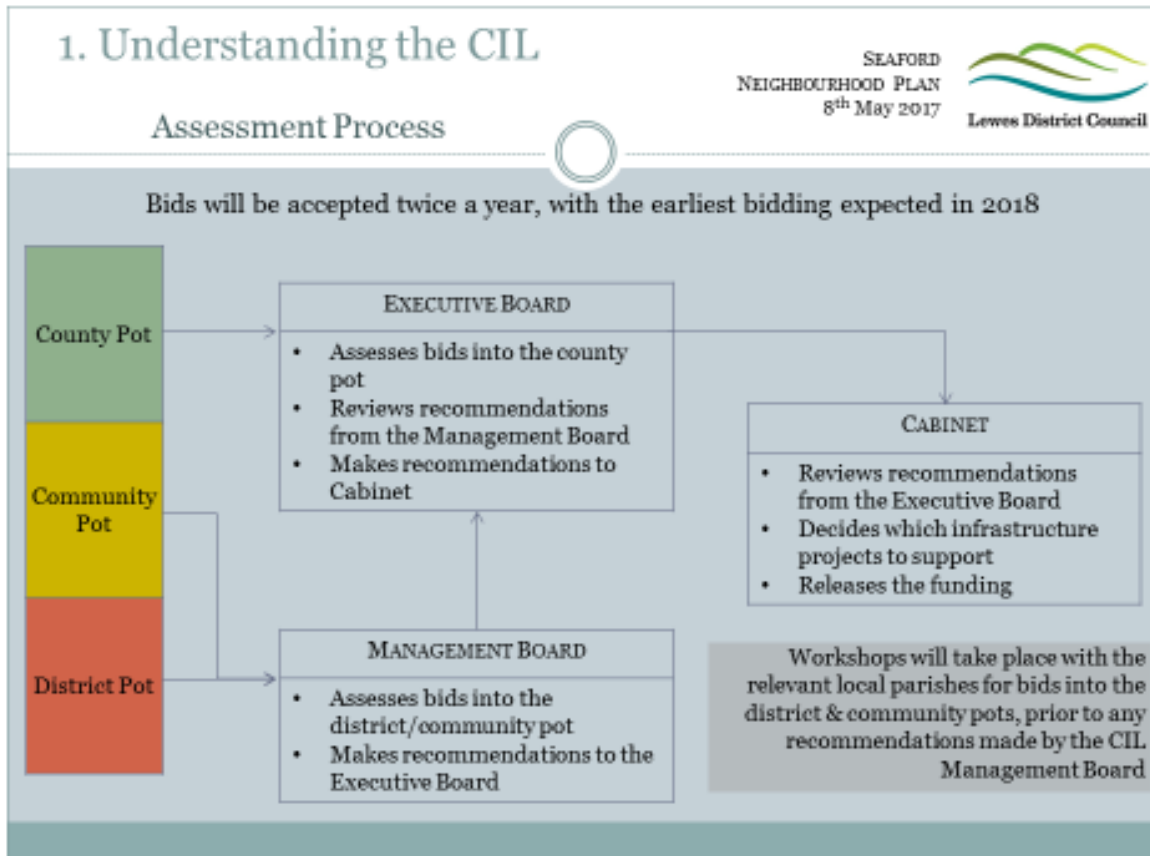 1. Understanding the CIL
Assessment Process
SEAFORD
NEIGHBOURHOOD PLAN
8th May 2017
Lewes District Council
Bids will be accepted twice a year, with the earliest bidding expected in 2018
County Pot
Community
Pot
District Pot
EXECUTIVE BOARD
• Assesses bids into the county
pot
• Reviews recommendations
from the Management Board
• Makes recommendations to
Cabinet
MANAGEMENT BOARD
• Assesses bids into the
district/community pot
• Makes recommendations to the
Executive Board
CABINET
• Reviews recommendations
from the Executive Board
• Decides which infrastructure
projects to support
• Releases the funding
Workshops will take place with the
relevant local parishes for bids into the
district & community pots, prior to any
recommendations made by the CIL
Management Board